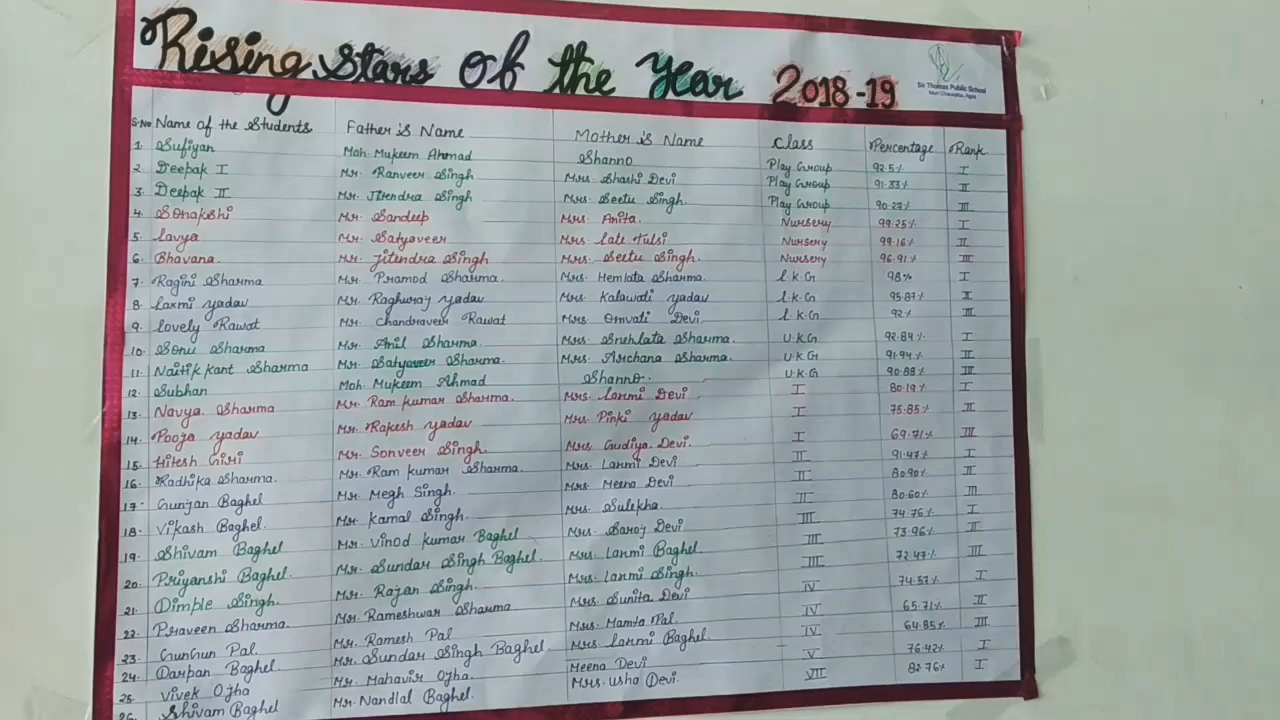 Rising Stars of the Year 2018-19
Sir Thomas Public School
S.No Name of the Students Father's Name Mother's Name Class Percentage Rank
1. Sufiyan Moh. Mukeem Ahmad Shanno Play Group 92.5% I
2. Deepak I Mr. Ranveer Singh Mrs. Shashi Devi Play Group 91.33% II
3. Deepak II Mr. Jitendra Singh Mrs. Seetu Singh. Play Group 90.27% III
4. Sonakshi Mr. Sandeep Mrs. Anita. Nursery 99.25% I
5. Lavya Mr. Satyaveer Mrs. Late Tulsi Nursery 99.16% II
6. Bhavana. Mr. Jitendra Singh Mrs. Seetu Singh. Nursery 96.91% III
7. Ragini Sharma Mr. Pramod Sharma. Mrs. Hemlata Sharma. L.K.G 98% I
8. Laxmi Yadav Mr. Raghuraj Yadav Mrs. Kalawati Yadav L.K.G 95.87% II
9. Lovely Rawat Mr. Chandraveer Rawat Mrs. Omvati Devi. L.K.G 92% III
10. Sonu Sharma Mr. Anil Sharma. Mrs. Snehlata Sharma. U.K.G 92.84% I
11. Naitik kant Sharma Mr. Satyaveer Sharma. Mrs. Archana Sharma. U.K.G 91.94% II
12. Subhan Moh. Mukeem Ahmad Shanno. U.K.G 90.88% III
13. Navya Sharma Mr. Ram kumar Sharma. Mrs. Laxmi Devi I 80.19% I
14. Pooja Yadav Mr. Rakesh Yadav Mrs. Pinki Yadav I 75.85% II
15. Hitesh Giri Mr. Sonveer Singh. Mrs Gudiya. Devi. I 69.71% III
16. Radhika Sharma. Mr. Ram kumar Sharma. Mrs. Laxmi Devi II 91.47% I
17. Gunjan Baghel Mr. Megh Singh. Mrs. Meena Devi II 80.90% II
18. Vikash Baghel. Mr. Kamal Singh. Mrs. Sulekha. II 80.60% III
19. Shivam Baghel Mr. Vinod kumar Baghel Mrs. Saroj Devi III 74.76% I
20. Priyanshi Baghel. Mr. Sundar Singh Baghel. Mrs. Laxmi Baghel. III 73.96% II
21. Dimple Singh. Mr. Rajan Singh. Mrs. Laxmi Singh. III 72.47% III
22. Praveen Sharma. Mr. Rameshwar Sharma Mrs. Sunita Devi IV 74.57% I
23. Gungun Pal. Mr. Ramesh Pal Mrs. Mamta Pal. IV 65.71% II
24. Darpan Baghel Mr. Sundar Singh Baghel. Mrs Laxmi Baghel IV 64.85% III
25. Vivek Ojha Mr. Mahavir Ojha. Meena Devi V 76.42% I
26. Shivam Baghel Mr. Nandlal Baghel. Mrs. Usha Devi. VII 82.76% I